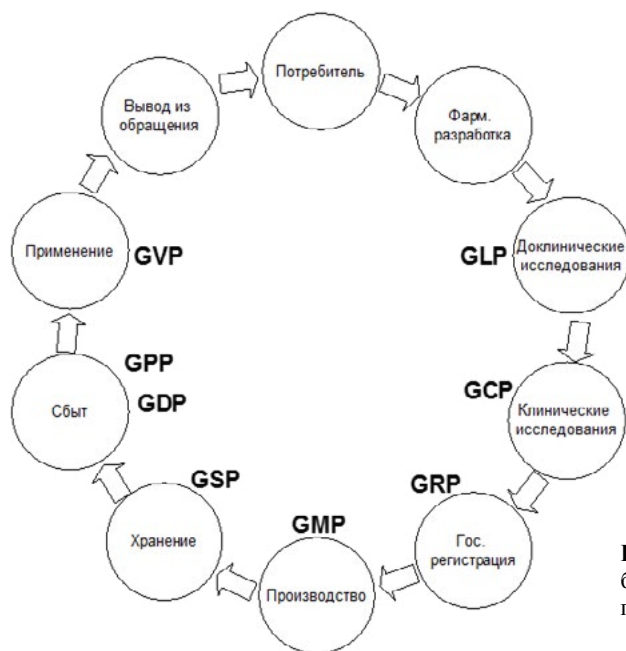 Потребитель
Фарм.
разработка
GLP
Доклинические
исследования
GCP
Клинические
исследования
GRP
Гос.
регистрация
GMP
Производство
GSP
Хранение
GPP
GDP
Сбыт
GVP
Применение
Вывод из
обращения